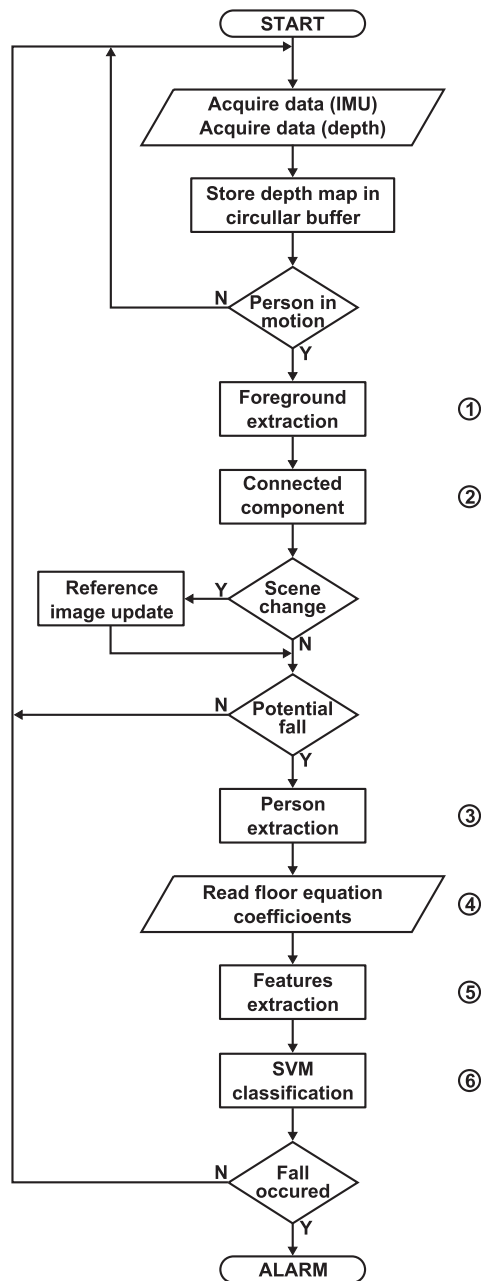 START
Acquire data (IMU)
Acquire data (depth)
Store depth map in
circullar buffer
N
Person in
motion
Y
Foreground
extraction
1
Connected
component
2
Reference
image update
Y
Scene
change
N
N
Potential
fall
Y
Person
extraction
3
Read floor equation
coefficioents
4
Features
extraction
5
SVM
classification
6
N
Fall
occured
Y
ALARM